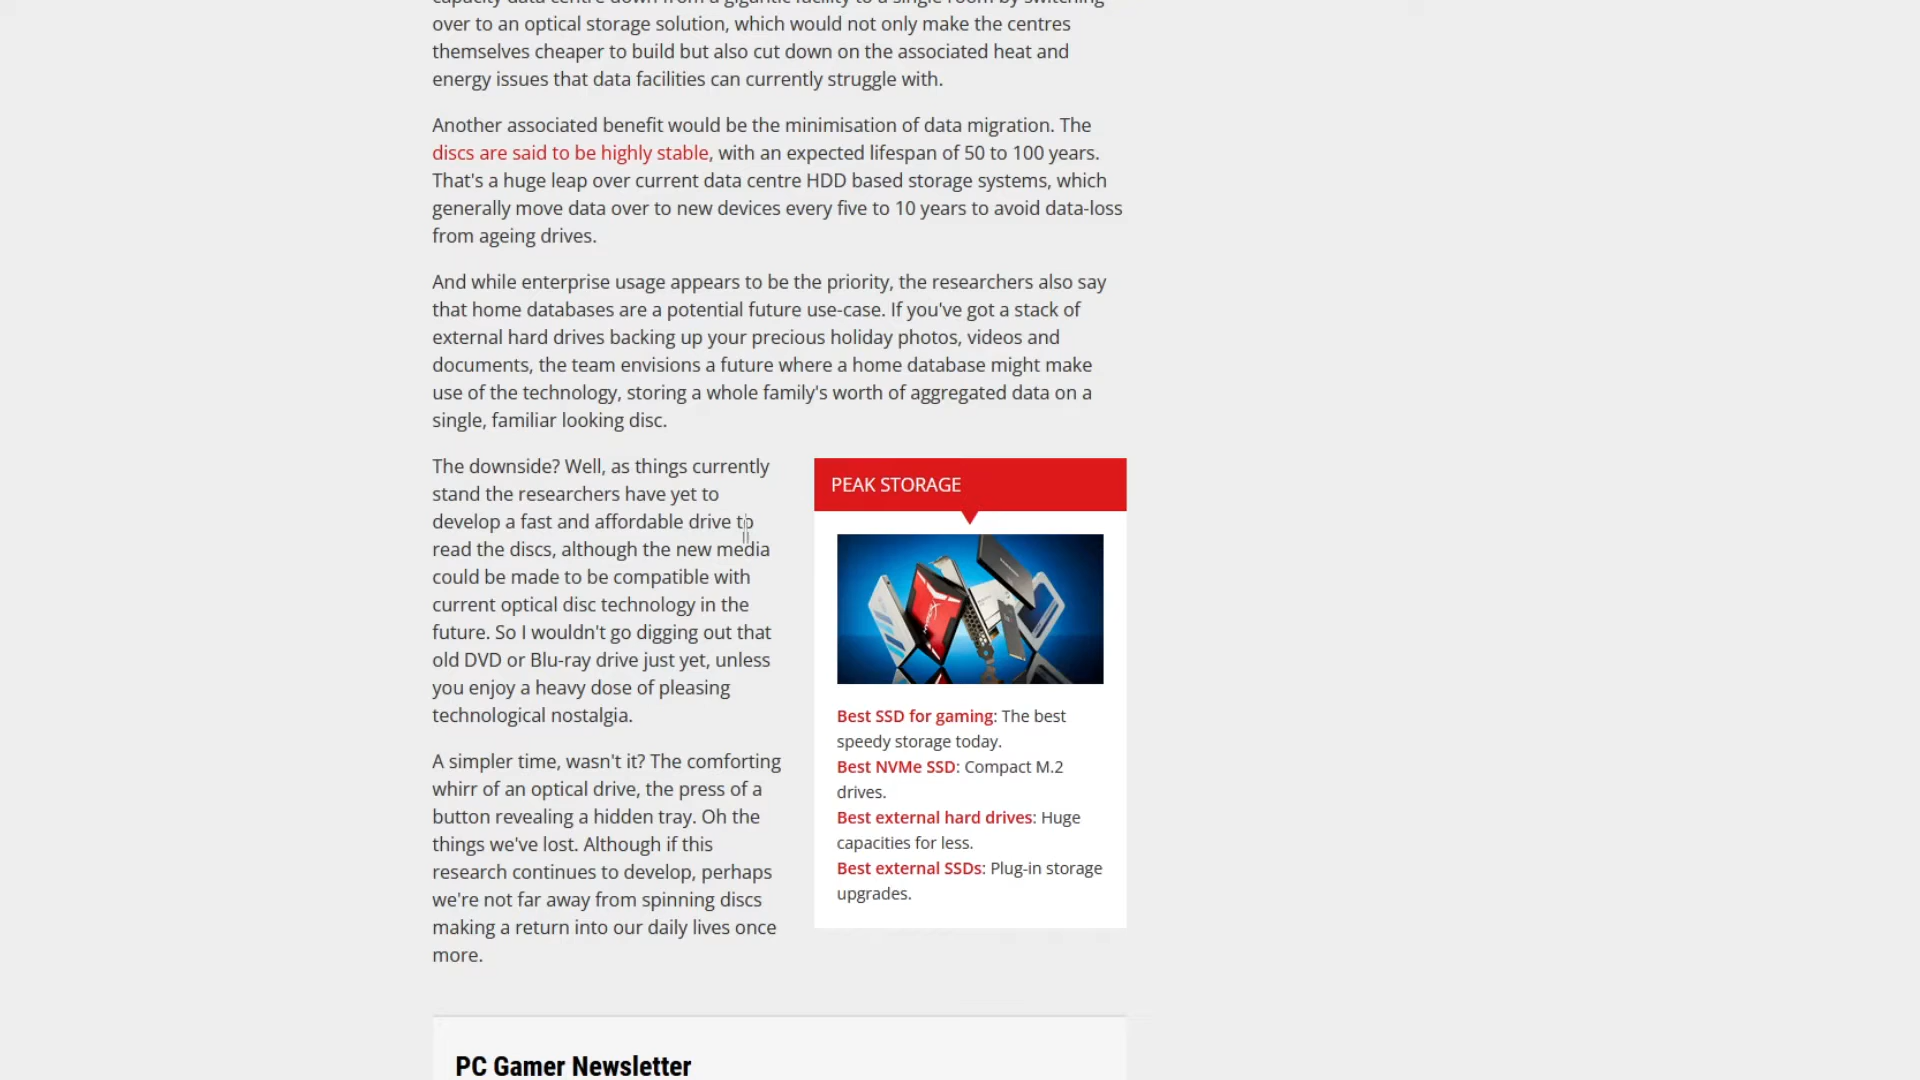 capacity data centre down from a gigantic facility to a single room by switching
over to an optical storage solution, which would not only make the centres
themselves cheaper to build but also cut down on the associated heat and
energy issues that data facilities can currently struggle with.
Another associated benefit would be the minimisation of data migration. The
discs are said to be highly stable, with an expected lifespan of 50 to 100 years.
That's a huge leap over current data centre HDD based storage systems, which
generally move data over to new devices every five to 10 years to avoid data-loss
from ageing drives.
And while enterprise usage appears to be the priority, the researchers also say
that home databases are a potential future use-case. If you've got a stack of
external hard drives backing up your precious holiday photos, videos and
documents, the team envisions a future where a home database might make
use of the technology, storing a whole family's worth of aggregated data on a
single, familiar looking disc.
The downside? Well, as things currently
stand the researchers have yet to
develop a fast and affordable drive to
read the discs, although the new media
could be made to be compatible with
current optical disc technology in the
future. So I wouldn't go digging out that
old DVD or Blu-ray drive just yet, unless
you enjoy a heavy dose of pleasing
technological nostalgia.
A simpler time, wasn't it? The comforting
whirr of an optical drive, the press of a
button revealing a hidden tray. Oh the
things we've lost. Although if this
research continues to develop, perhaps
we're not far away from spinning discs
making a return into our daily lives once
more.
PEAK STORAGE
Best SSD for gaming: The best
speedy storage today.
Best NVMe SSD: Compact M.2
drives.
Best external hard drives: Huge
capacities for less.
Best external SSDs: Plug-in storage
upgrades.
PC Gamer Newsletter